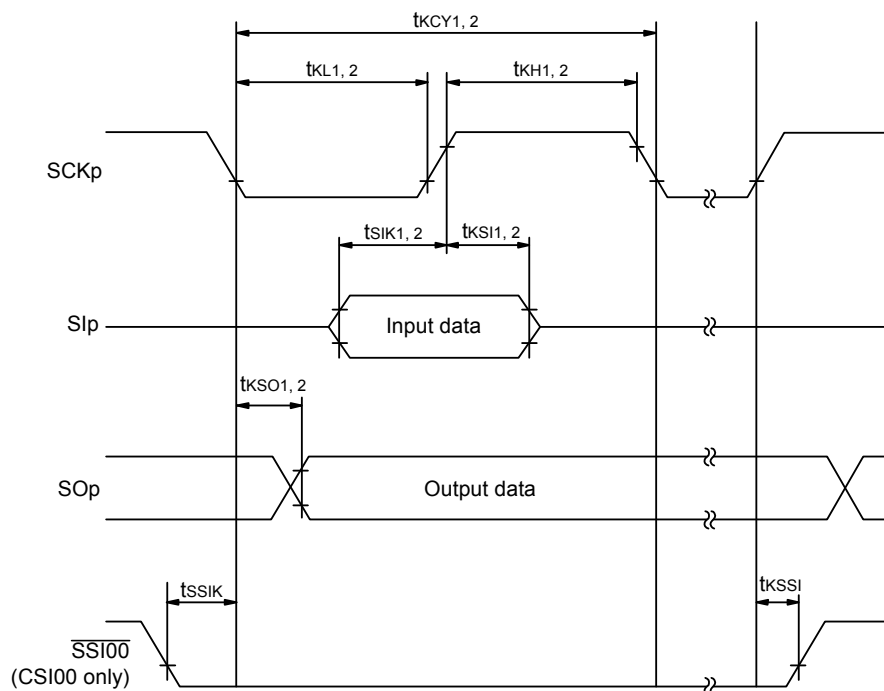 tKCY1, 2
tKL1, 2
tKH1, 2
SCKp
tSIK1, 2
tKSI1, 2
SIp
Input data
tKSO1, 2
SOp
Output data
tSSIK
tKSSI
SSI00
(CSI00 only)